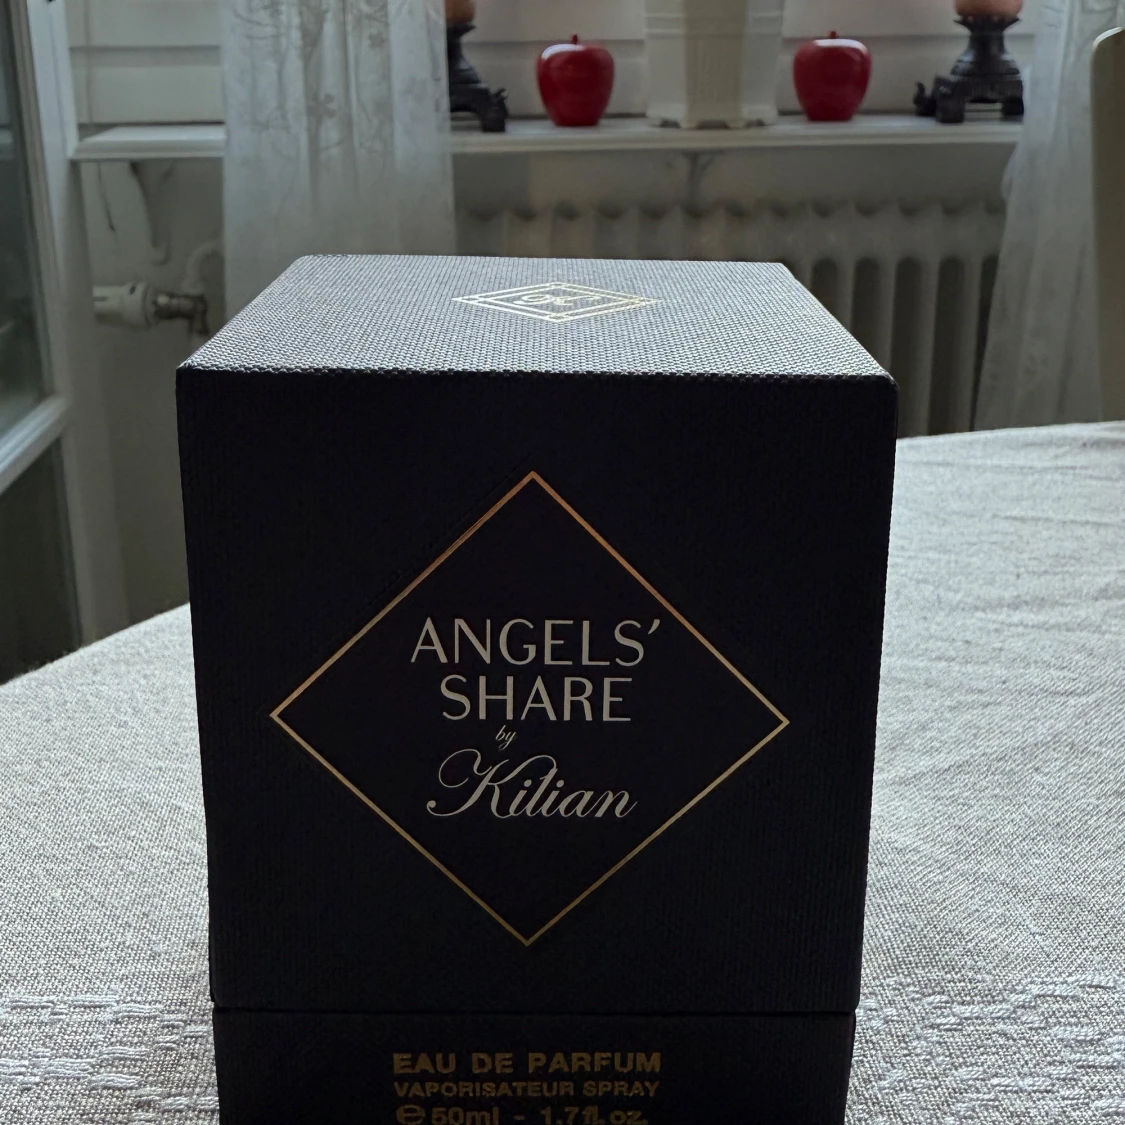 ANGELS'
SHARE
by
Kilian
EAU DE PARFUM
VAPORISATEUR SPRAY
℮ 50ml - 1.7fl.oz.